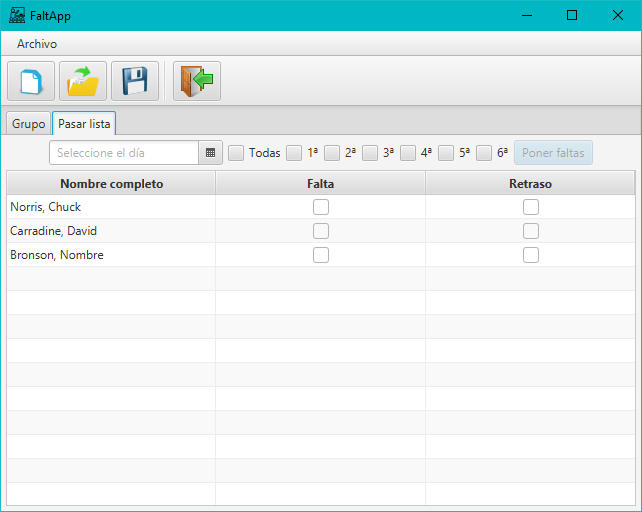 FaltApp
Archivo
Grupo Pasar lista
Seleccione el día Todas 1ª 2ª 3ª 4ª 5ª 6ª Poner faltas
Nombre completo Falta Retraso
Norris, Chuck
Carradine, David
Bronson, Nombre